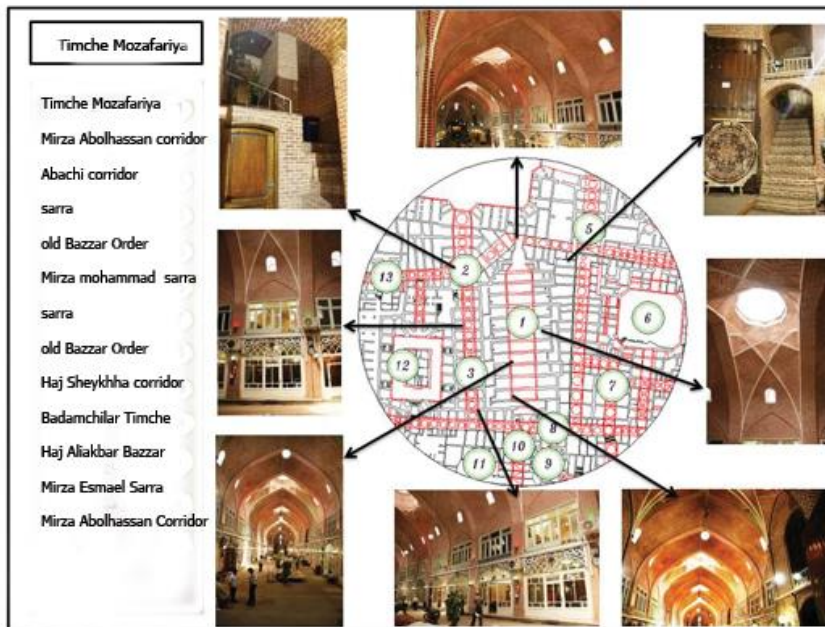 Timche Mozafariya
Timche Mozafariya
Mirza Abolhassan corridor
Abachi corridor
sarra
old Bazzar Order
Mirza mohammad sarra
sarra
old Bazzar Order
Haj Sheykhha corridor
Badamchilar Timche
Haj Aliakbar Bazzar
Mirza Esmael Sarra
Mirza Abolhassan Corridor
5
2
13
6
1
12
3
7
8
10
11
9